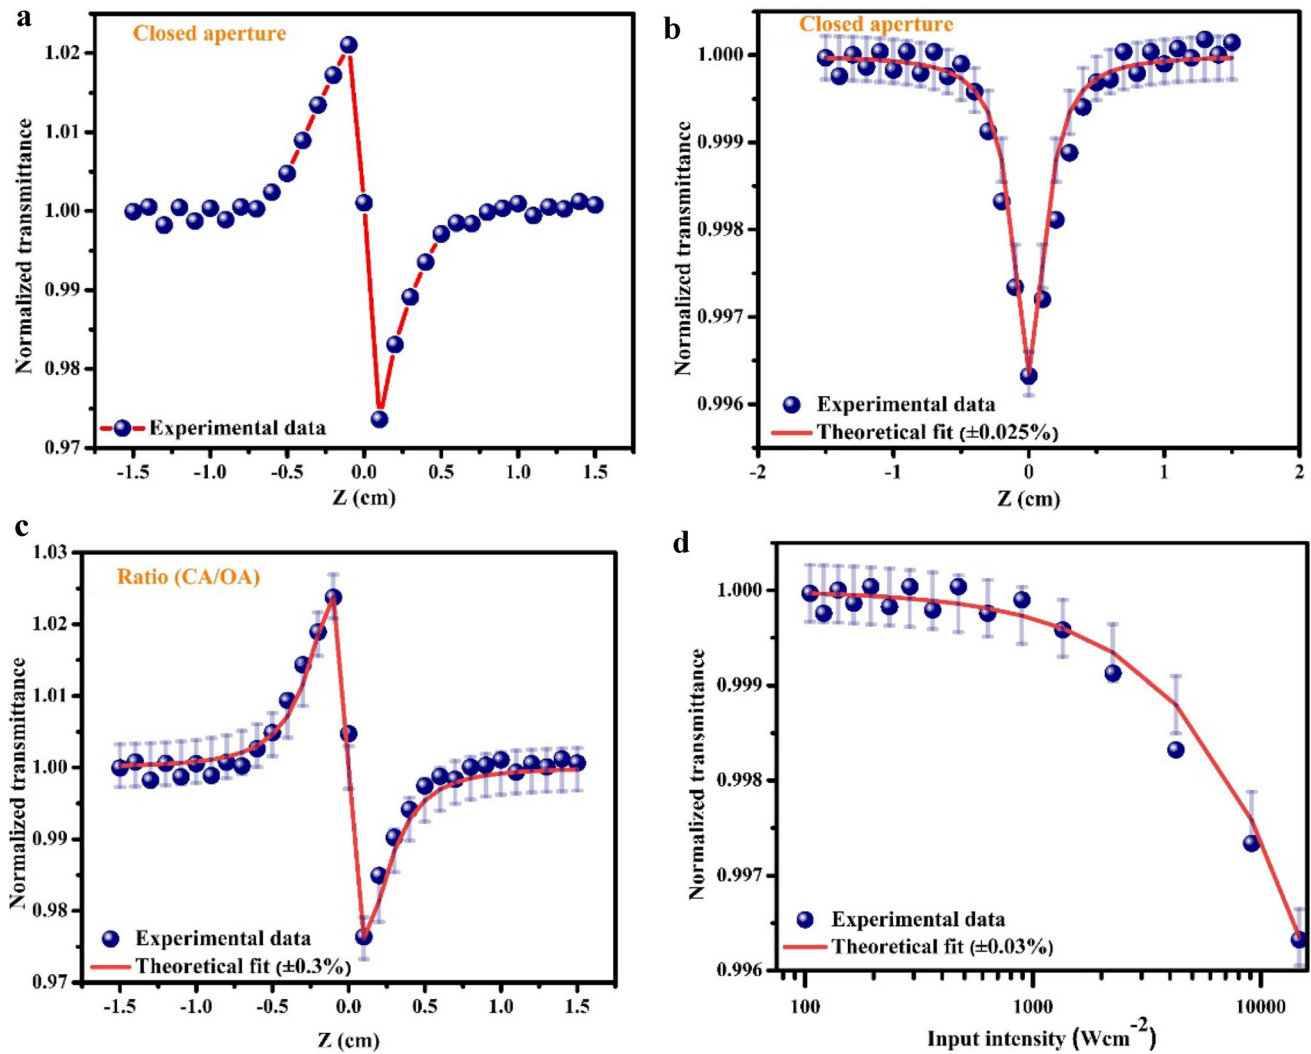 a
Closed aperture
1.02
1.01
1.00
0.99
0.98
0.97
Normalized transmittance
Experimental data
-1.5
-1.0
-0.5
0.0
0.5
1.0
1.5
Z (cm)
b
Closed aperture
1.000
0.999
0.998
0.997
0.996
Normalized transmittance
Experimental data
Theoretical fit (±0.025%)
-2
-1
0
1
2
Z (cm)
c
Ratio (CA/OA)
1.03
1.02
1.01
1.00
0.99
0.98
0.97
Normalized transmittance
Experimental data
Theoretical fit (±0.3%)
-1.5
-1.0
-0.5
0.0
0.5
1.0
1.5
Z (cm)
d
1.000
0.999
0.998
0.997
0.996
Normalized transmittance
Experimental data
Theoretical fit (±0.03%)
100
1000
10000
Input intensity (Wcm⁻²)